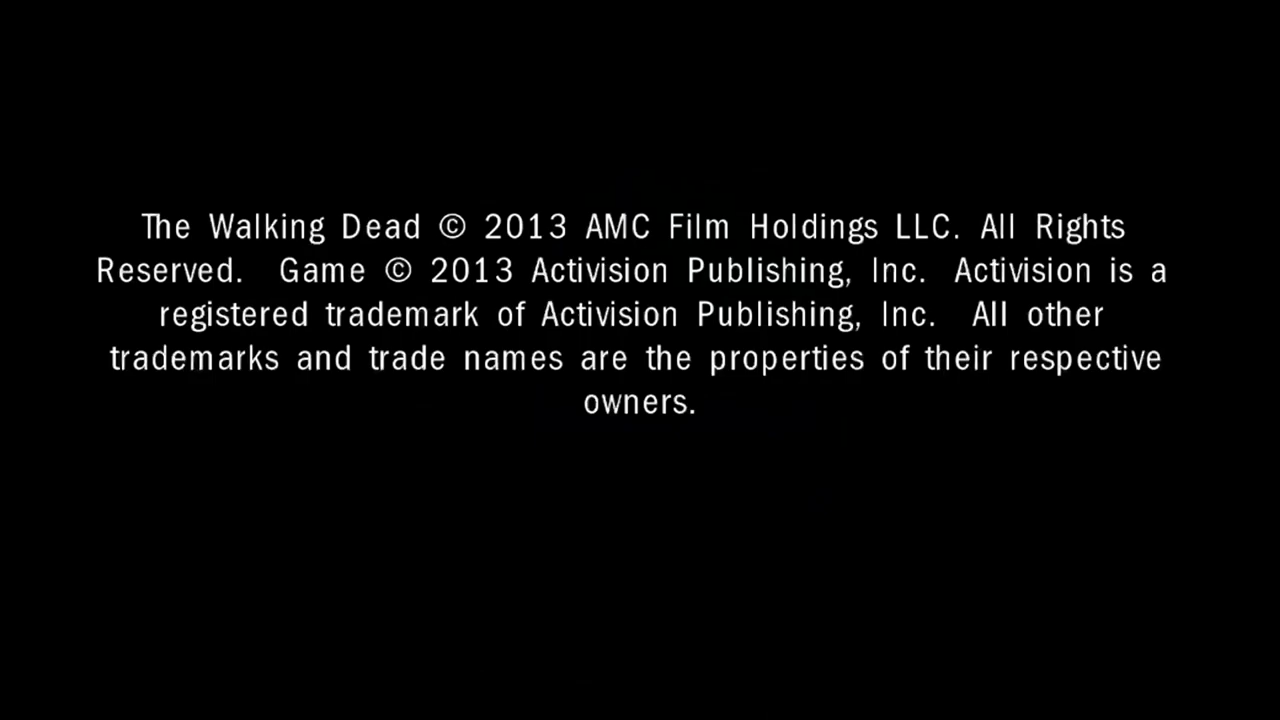 The Walking Dead © 2013 AMC Film Holdings LLC. All Rights
Reserved. Game © 2013 Activision Publishing, Inc. Activision is a
registered trademark of Activision Publishing, Inc. All other
trademarks and trade names are the properties of their respective
owners.